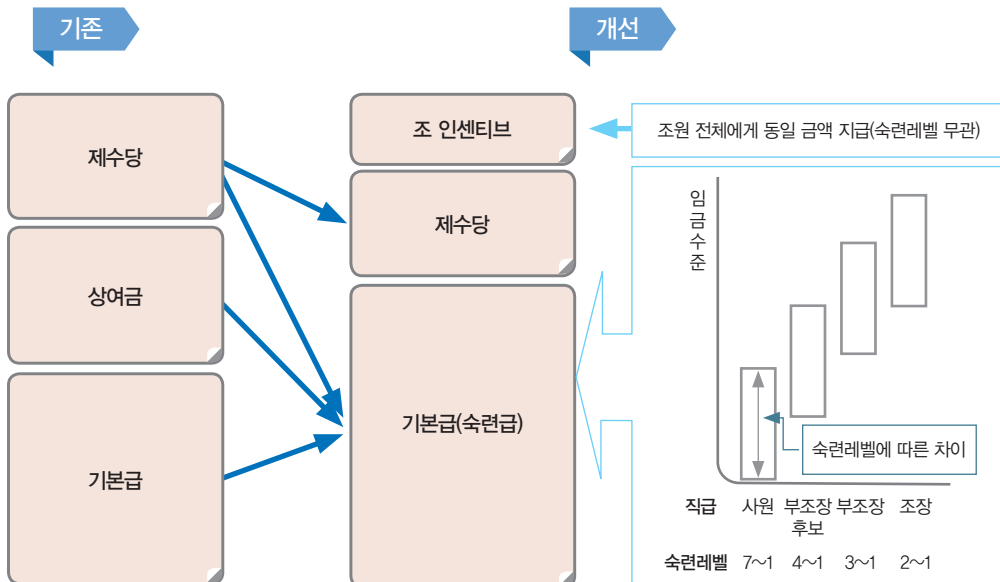 기존
개선
제수당
상여금
기본급
조 인센티브
제수당
기본급(숙련급)
조원 전체에게 동일 금액 지급(숙련레벨 무관)
임
금
수
준
숙련레벨에 따른 차이
직급 사원 부조장 부조장 조장
후보
숙련레벨 7～1 4～1 3～1 2～1